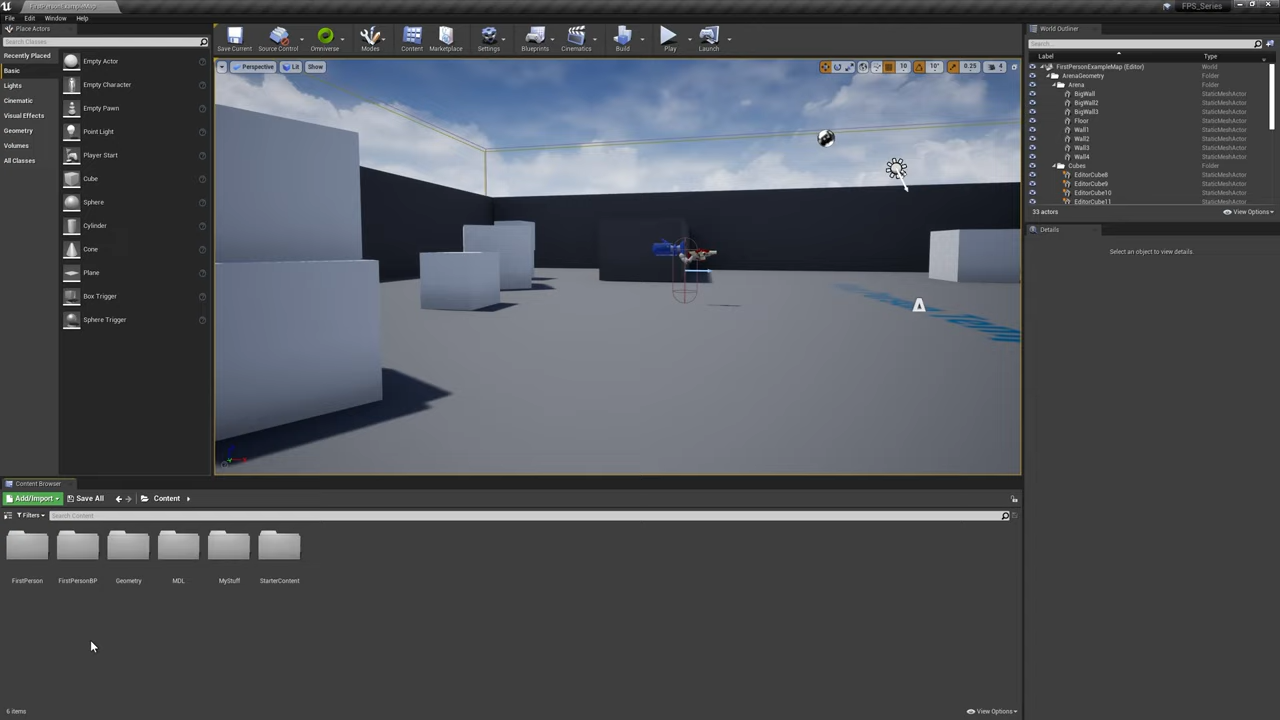 FirstPersonExampleMap
FPS_Series
File Edit Window Help
Place Actors
Search Classes
Recently Placed
Basic
Lights
Cinematic
Visual Effects
Geometry
Volumes
All Classes
Empty Actor
Empty Character
Empty Pawn
Point Light
Player Start
Cube
Sphere
Cylinder
Cone
Plane
Box Trigger
Sphere Trigger
Save Current Source Control Omniverse Modes Content Marketplace Settings Blueprints Cinematics Build Play Launch
Perspective Lit Show
10 10° 0.25 4
World Outliner
Search...
Label Type
FirstPersonExampleMap (Editor) World
ArenaGeometry Folder
Arena Folder
BigWall StaticMeshActor
BigWall2 StaticMeshActor
BigWall3 StaticMeshActor
Floor StaticMeshActor
Wall1 StaticMeshActor
Wall2 StaticMeshActor
Wall3 StaticMeshActor
Wall4 StaticMeshActor
Cubes Folder
EditorCube8 StaticMeshActor
EditorCube9 StaticMeshActor
EditorCube10 StaticMeshActor
EditorCube11 StaticMeshActor
33 actors View Options
Details
Select an object to view details.
Content Browser
Add/Import Save All Content
Filters Search Content
FirstPerson FirstPersonBP Geometry MDL MyStuff StarterContent
6 items View Options